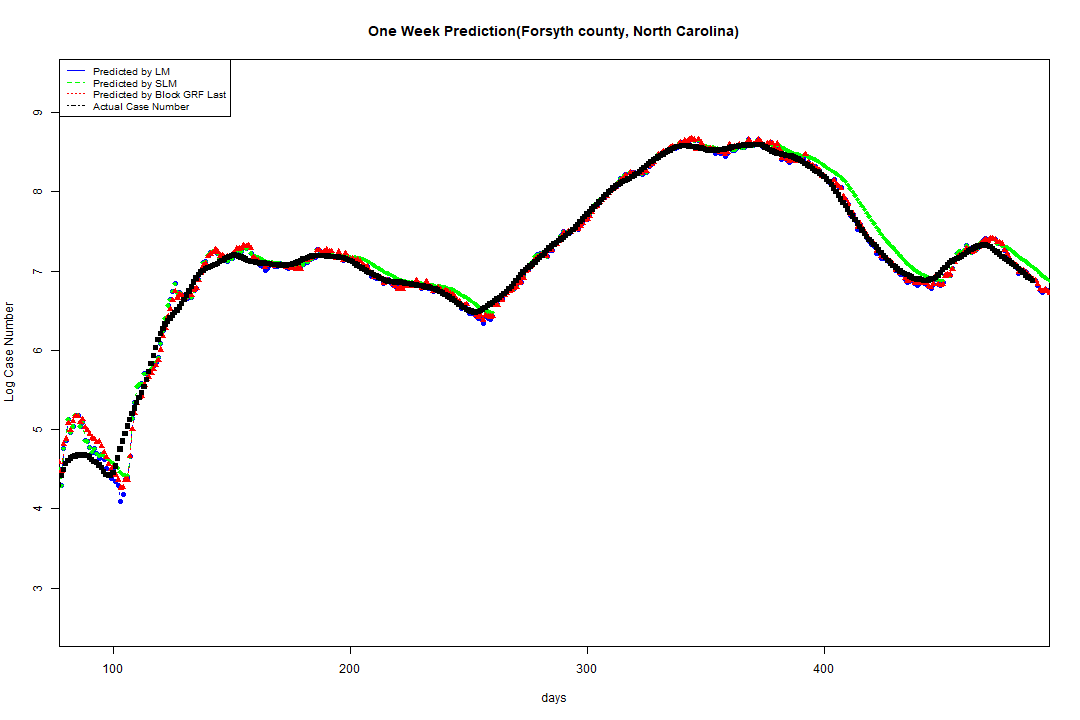 One Week Prediction(Forsyth county, North Carolina)
Predicted by LM
Predicted by SLM
Predicted by Block GRF Last
Actual Case Number
9
8
7
6
5
4
3
Log Case Number
100 200 300 400
days